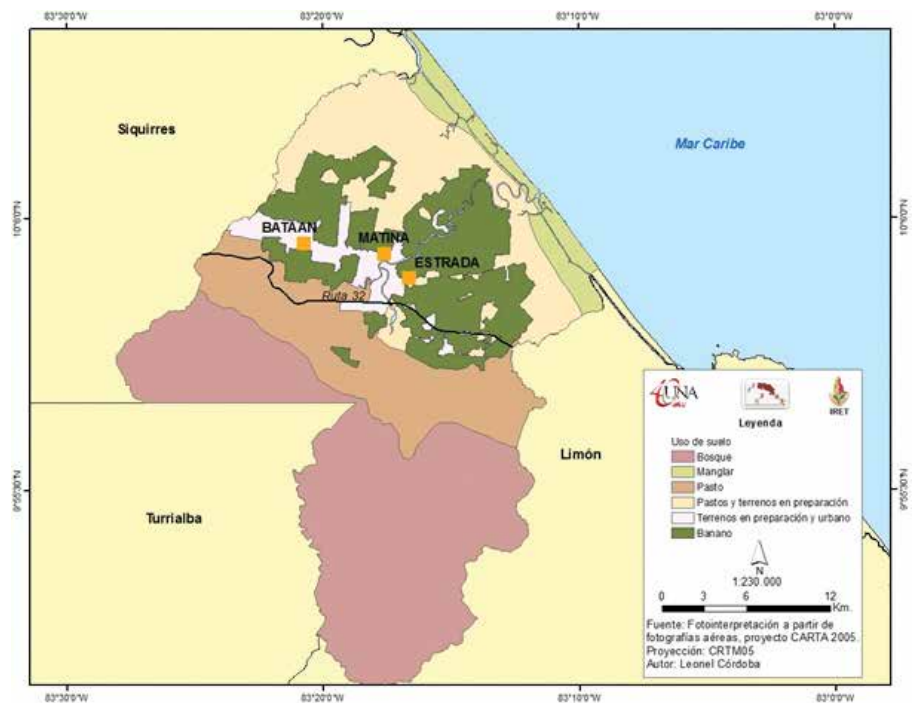 83°30'0"W 83°20'0"W 83°10'0"W 83°0'0"W
Siquirres
Mar Caribe
10°6'0"N 10°6'0"N
BATAAN
MATINA
ESTRADA
Ruta 32
UNA
IRET
Leyenda
Limón
Uso de suelo
Bosque
Manglar
Pasto
9°55'30"N 9°55'30"N
Pastos y terrenos en preparación
Turrialba
Terrenos en preparación y urbano
Banano
N
1:230.000
0 3 6 12
Km.
Fuente: Fotointerpretación a partir de
fotografías aéreas, proyecto CARTA 2005.
Proyección: CRTM05
Autor: Leonel Córdoba
83°30'0"W 83°20'0"W 83°10'0"W 83°0'0"W